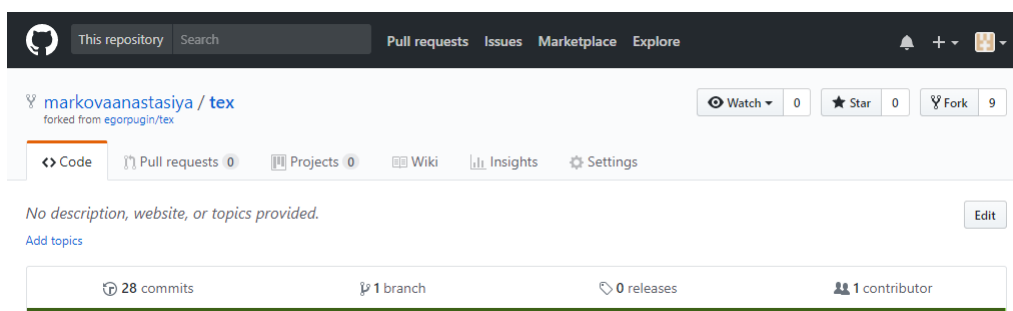 This repository Search Pull requests Issues Marketplace Explore
markovaanastasiya / tex Watch 0 Star 0 Fork 9
forked from egorpugin/tex
<> Code Pull requests 0 Projects 0 Wiki Insights Settings
No description, website, or topics provided. Edit
Add topics
28 commits 1 branch 0 releases 1 contributor